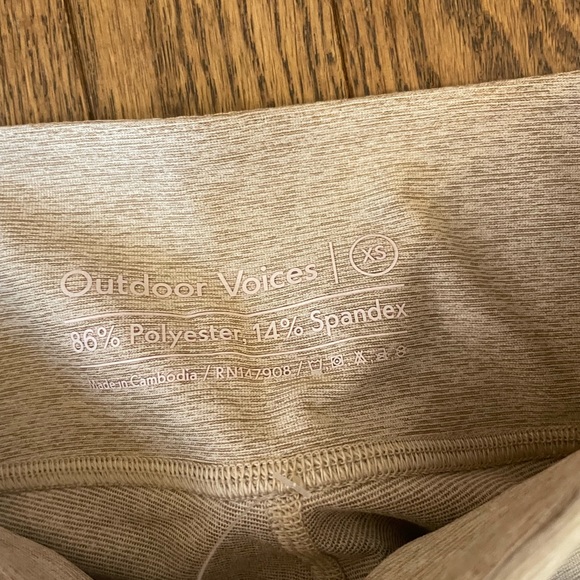 Outdoor Voices | XS
86% Polyester, 14% Spandex
Made in Cambodia / RN147908 /